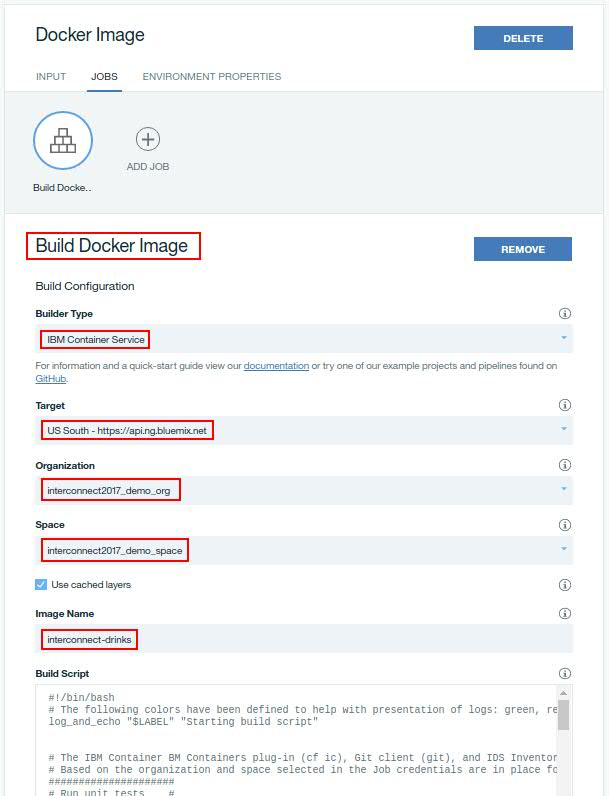 Docker Image
DELETE
INPUT JOBS ENVIRONMENT PROPERTIES
ADD JOB
Build Docke..
Build Docker Image
REMOVE
Build Configuration
Builder Type
IBM Container Service
For information and a quick-start guide view our documentation or try one of our example projects and pipelines found on
GitHub.
Target
US South - https://api.ng.bluemix.net
Organization
interconnect2017_demo_org
Space
interconnect2017_demo_space
Use cached layers
Image Name
interconnect-drinks
Build Script
#!/bin/bash
# The following colors have been defined to help with presentation of logs: green, re
log_and_echo "$LABEL" "Starting build script"
# The IBM Container BM Containers plug-in (cf ic), Git client (git), and IDS Inventor
# Based on the organization and space selected in the Job credentials are in place fo
#####################
# Run unit tests #